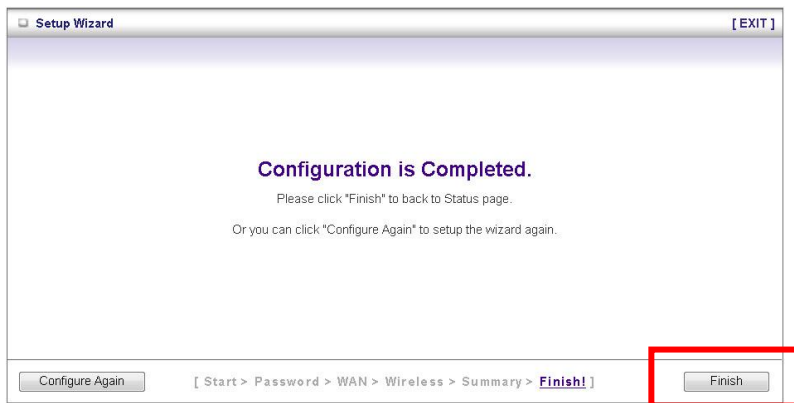 Setup Wizard [ EXIT ]
Configuration is Completed.
Please click "Finish" to back to Status page.
Or you can click "Configure Again" to setup the wizard again.
Configure Again [ Start > Password > WAN > Wireless > Summary > Finish! ] Finish